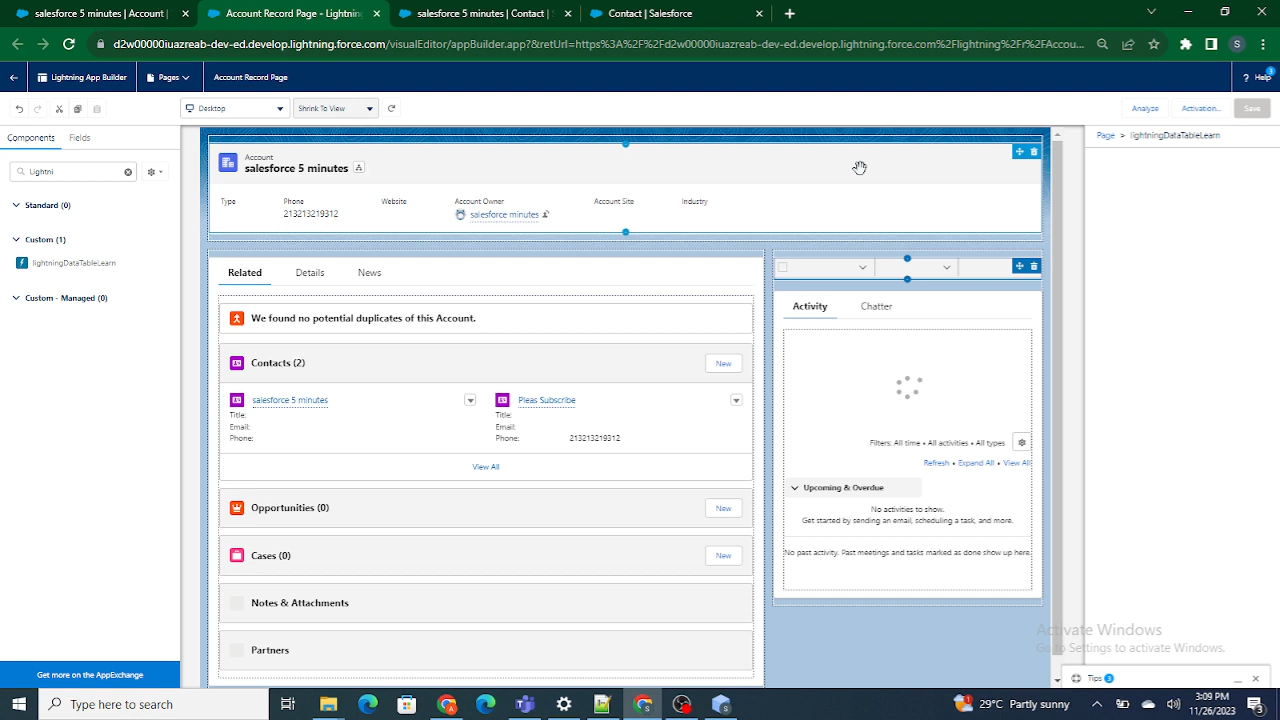 salesforce 5 minutes | Account |
Account Record Page - Lightning
salesforce 5 minutes | Contact |
Contact | Salesforce
d2w00000iuazreab-dev-ed.develop.lightning.force.com/visualEditor/appBuilder.app?&retUrl=https%3A%2F%2Fd2w00000iuazreab-dev-ed.develop.lightning.force.com%2Flightning%2Fr%2FAccou...
S
Lightning App Builder
Pages
Account Record Page
? Help
3
Desktop
Shrink To View
Analyze
Activation...
Save
Components
Fields
Page > lightningDataTableLearn
Lightni
Standard (0)
Custom (1)
lightningDataTableLearn
Custom - Managed (0)
Get more on the AppExchange
Account
salesforce 5 minutes
Type
Phone
Website
Account Owner
Account Site
Industry
213213219312
salesforce minutes
Related
Details
News
We found no potential duplicates of this Account.
Contacts (2)
New
salesforce 5 minutes
Title:
Email:
Phone:
Pleas Subscribe
Title:
Email:
Phone:
213213219312
View All
Opportunities (0)
New
Cases (0)
New
Notes & Attachments
Partners
Activity
Chatter
Filters: All time • All activities • All types
Refresh • Expand All • View All
Upcoming & Overdue
No activities to show.
Get started by sending an email, scheduling a task, and more.
No past activity. Past meetings and tasks marked as done show up here.
Activate Windows
Go to Settings to activate Windows.
Tips 3
Type here to search
29°C Partly sunny
3:09 PM
11/26/2023
3